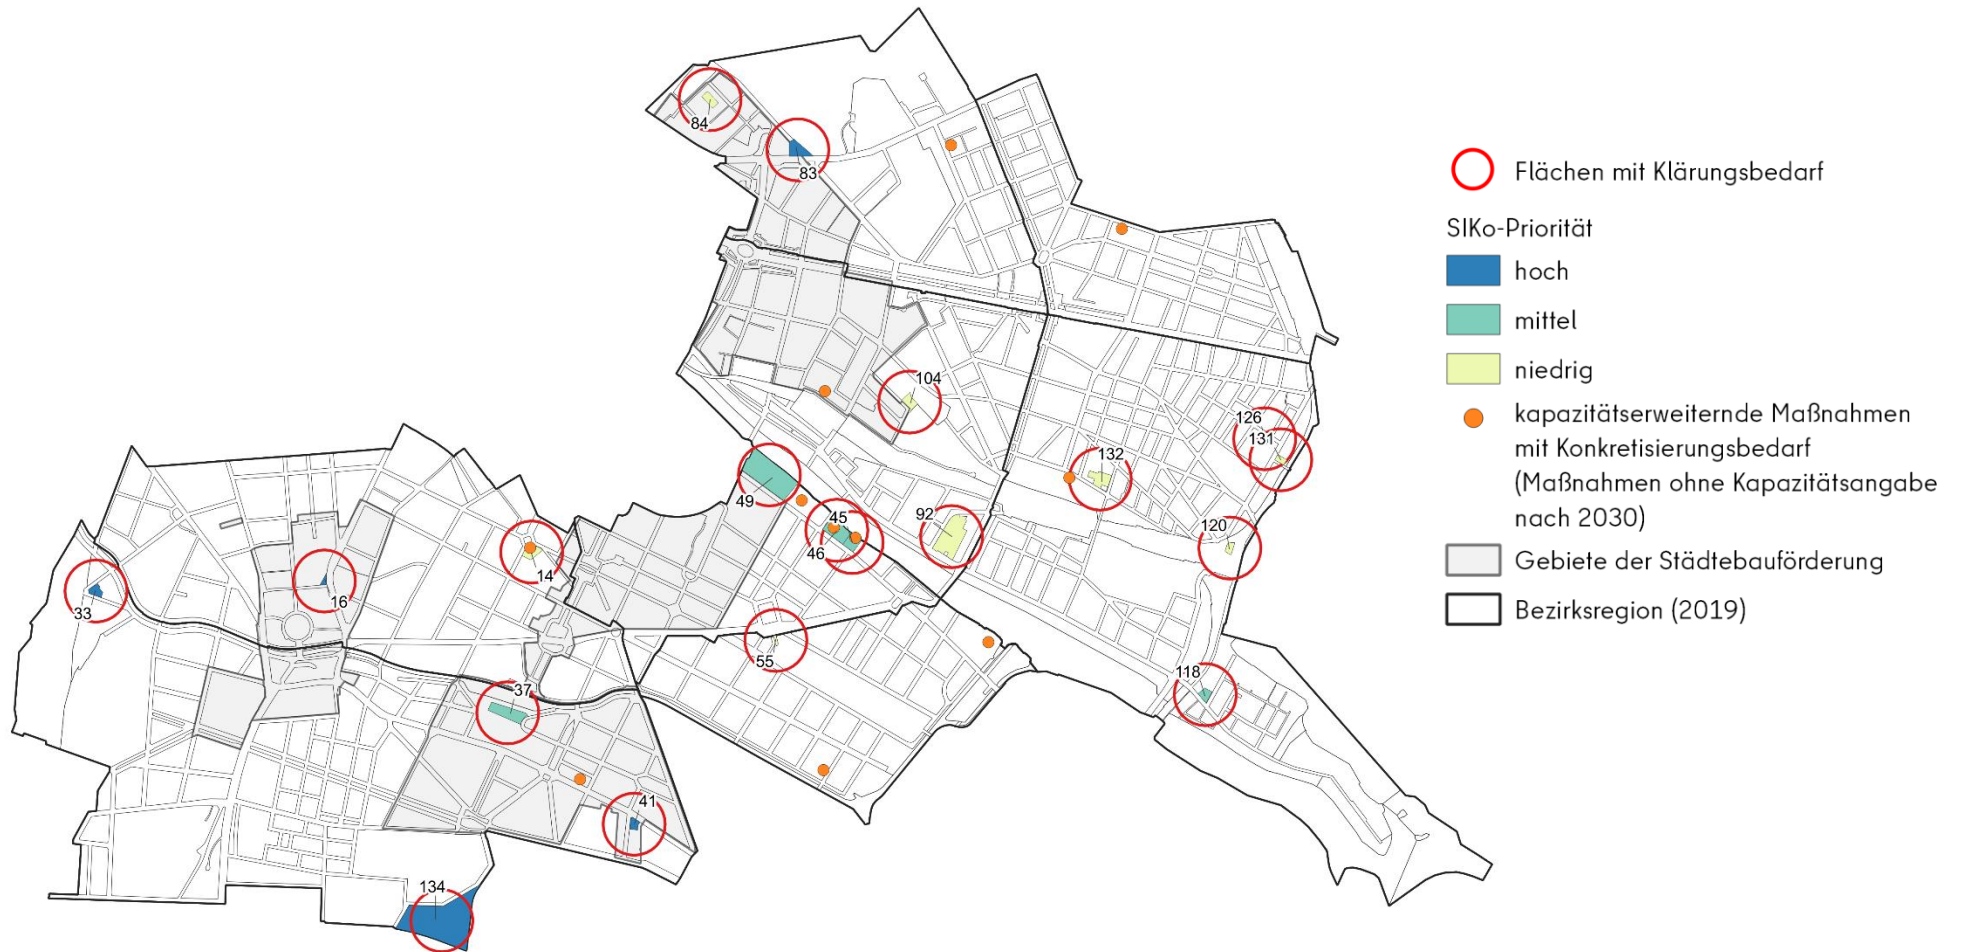 84
83
104
126
131
132
49
45
46
92
120
14
16
33
55
118
37
41
134
Flächen mit Klärungsbedarf
SIKo-Priorität
hoch
mittel
niedrig
kapazitätserweiternde Maßnahmen
mit Konkretisierungsbedarf
(Maßnahmen ohne Kapazitätsangabe
nach 2030)
Gebiete der Städtebauförderung
Bezirksregion (2019)